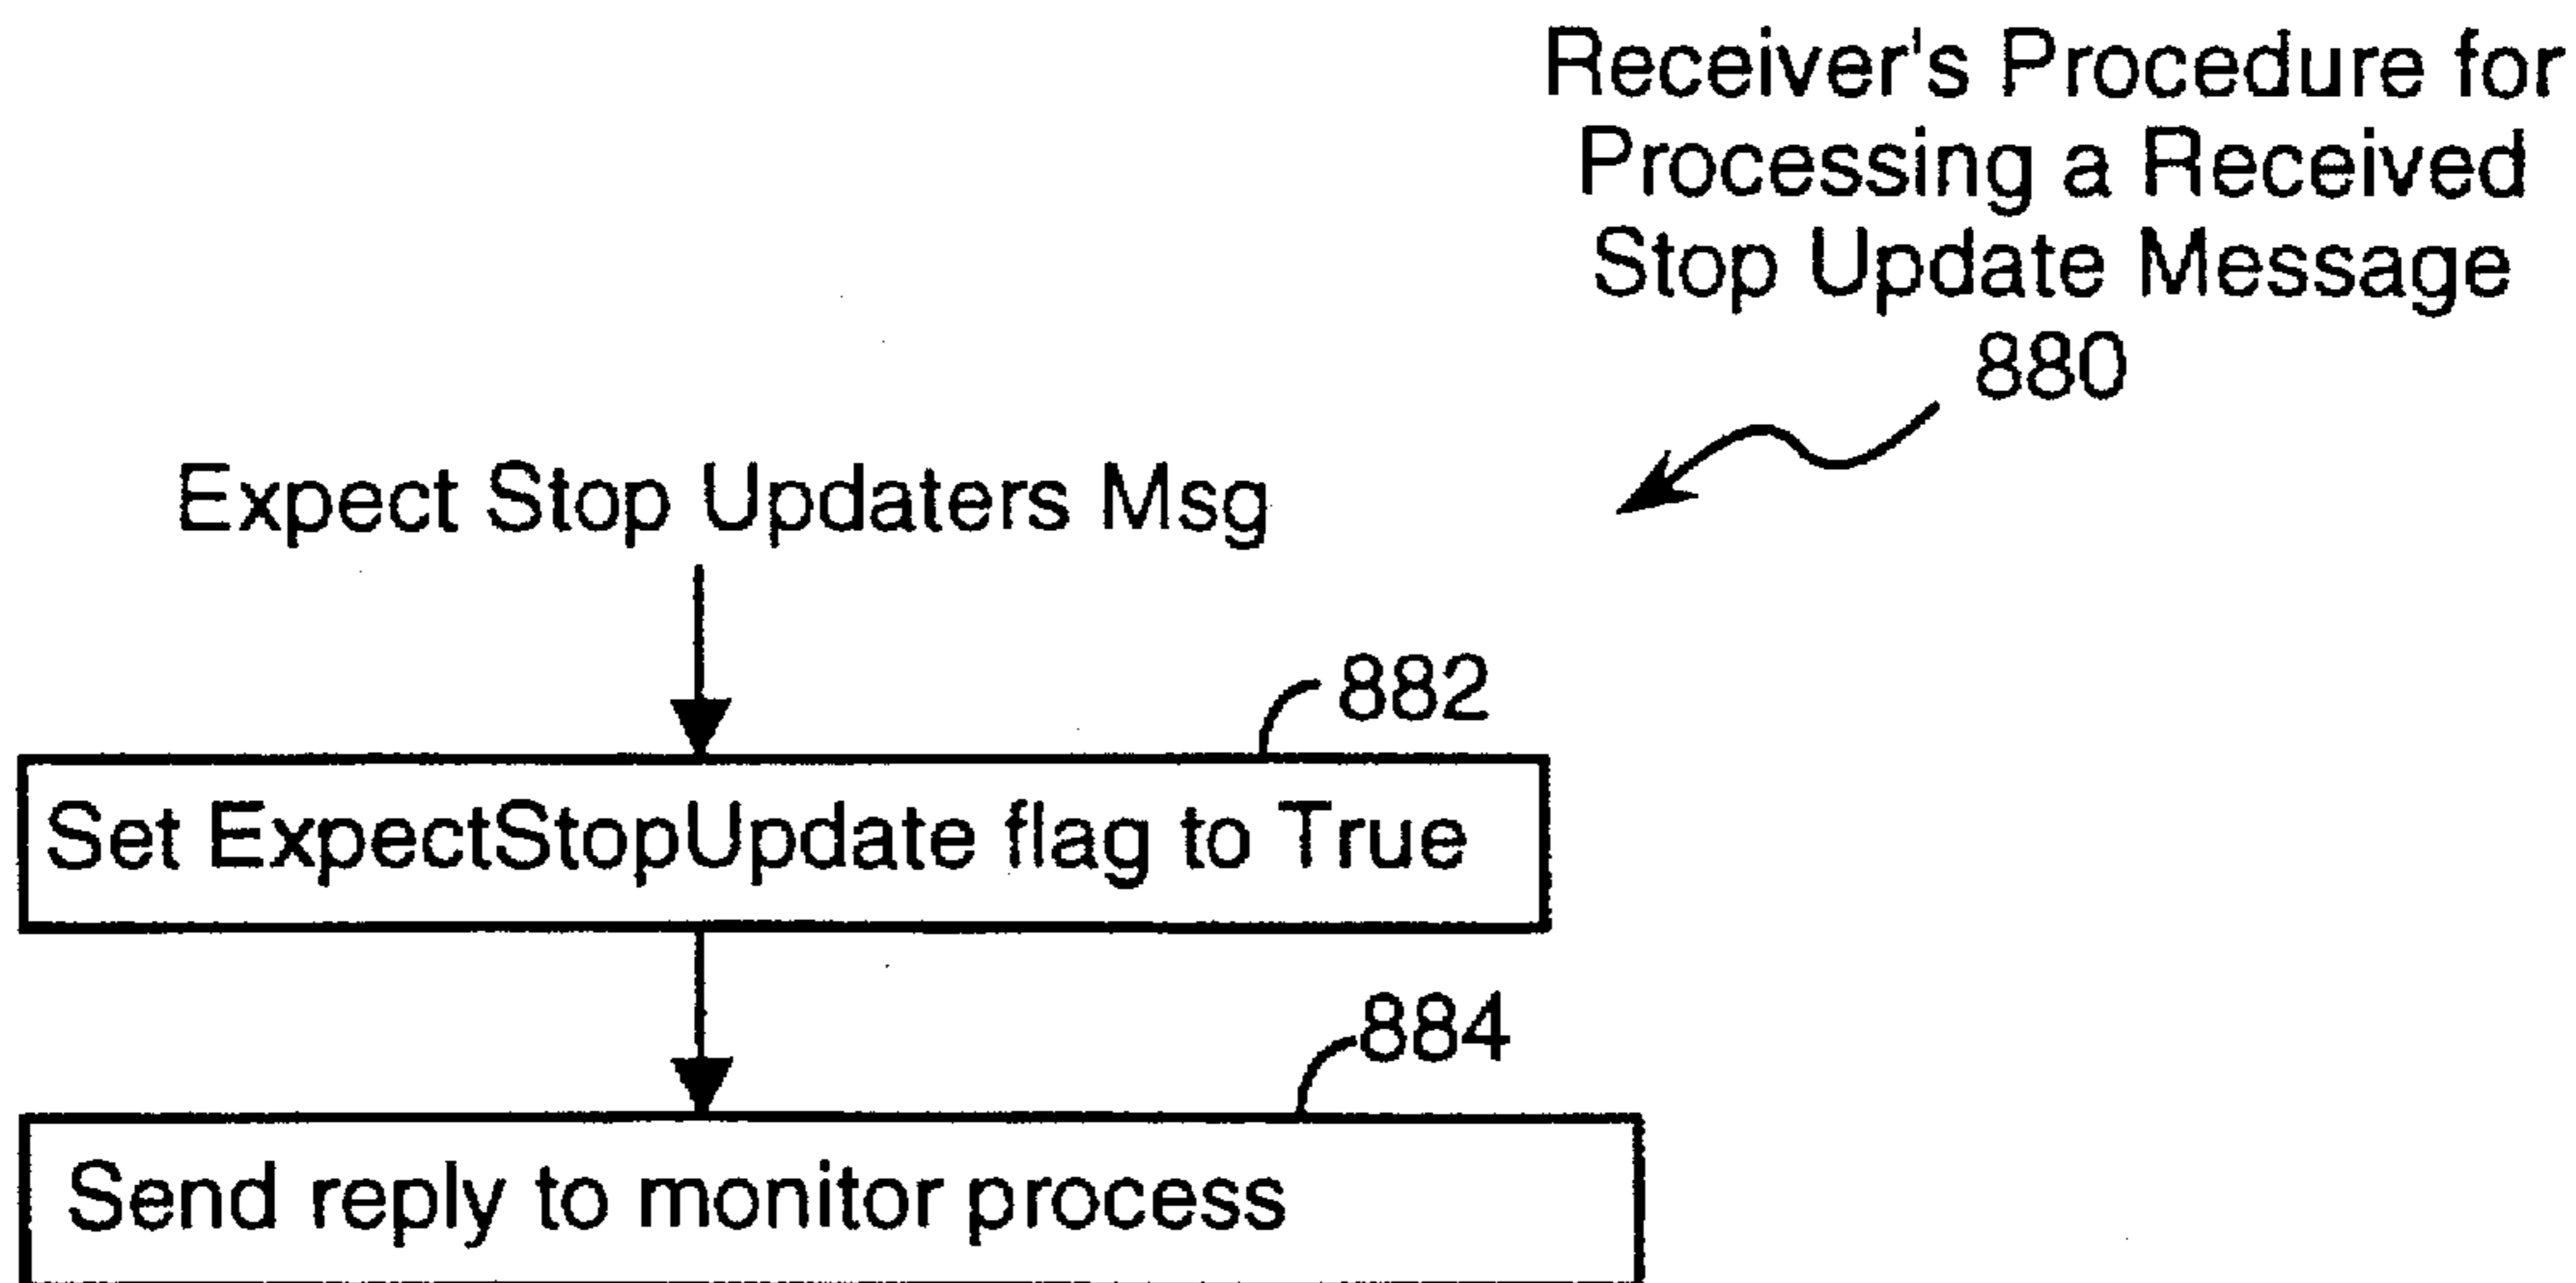 Receiver's Procedure for
Processing a Received
Stop Update Message
880
Expect Stop Updaters Msg
882
Set ExpectStopUpdate flag to True
884
Send reply to monitor process